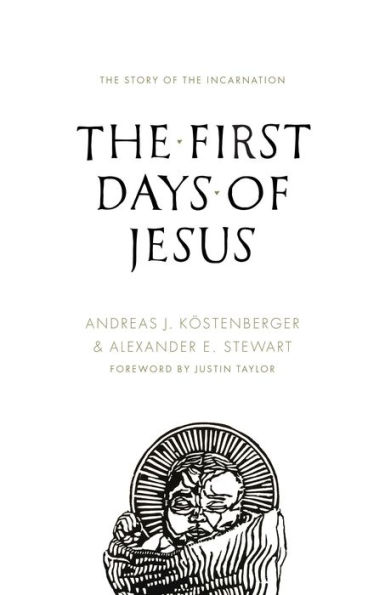 THE STORY OF THE INCARNATION
THE FIRST
DAYS OF
JESUS
ANDREAS J. KÖSTENBERGER
& ALEXANDER E. STEWART
FOREWORD BY JUSTIN TAYLOR